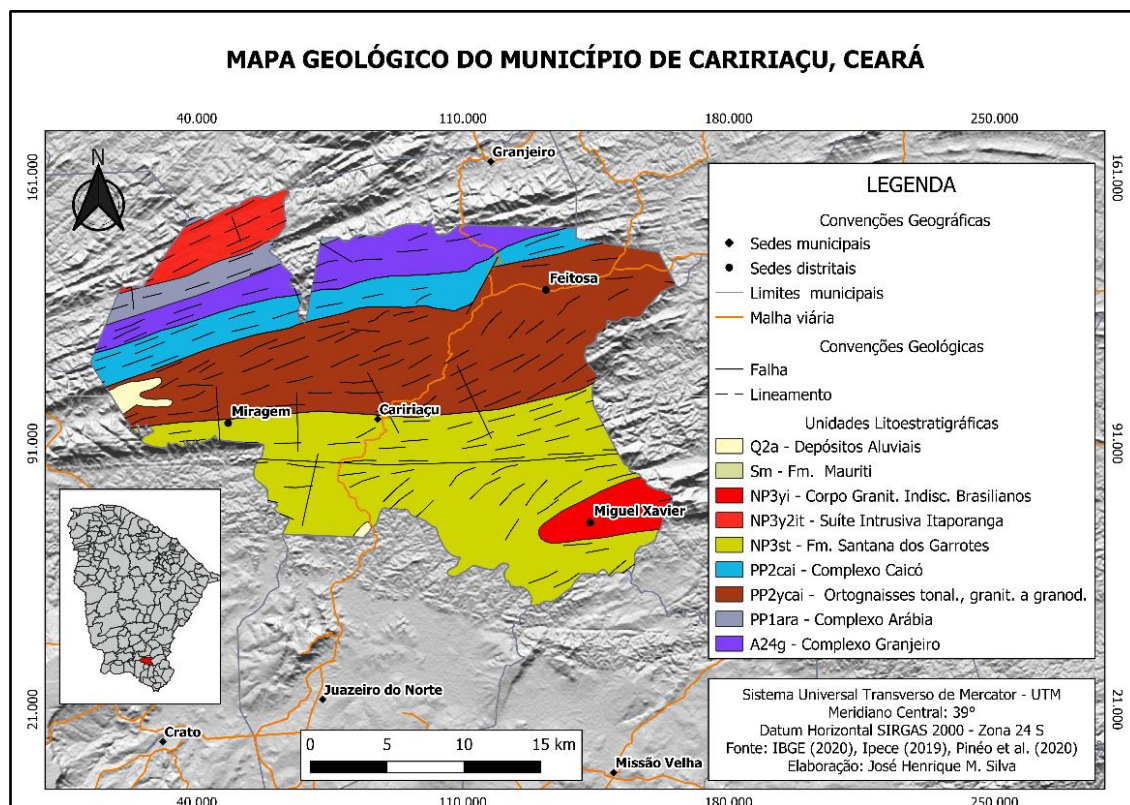 MAPA GEOLÓGICO DO MUNICÍPIO DE CARIRIAÇU, CEARÁ
40.000 110.000 180.000 250.000
161.000
161.000
N
Granjeiro
Feitosa
Miragem
Caririaçu
91.000
91.000
Miguel Xavier
Juazeiro do Norte
21.000
21.000
Crato
Missão Velha
0 5 10 15 km
40.000 110.000 180.000 250.000
LEGENDA
Convenções Geográficas
Sedes municipais
Sedes distritais
Limites municipais
Malha viária
Convenções Geológicas
Falha
Lineamento
Unidades Litoestratigráficas
Q2a - Depósitos Aluviais
Sm - Fm. Mauriti
NP3yi - Corpo Granit. Indisc. Brasilianos
NP3y2it - Suíte Intrusiva Itaporanga
NP3st - Fm. Santana dos Garrotes
PP2cai - Complexo Caicó
PP2ycai - Ortognaisses tonal., granit. a granod.
PP1ara - Complexo Arábia
A24g - Complexo Granjeiro
Sistema Universal Transverso de Mercator - UTM
Meridiano Central: 39º
Datum Horizontal SIRGAS 2000 - Zona 24 S
Fonte: IBGE (2020), Ipece (2019), Pinéo et al. (2020)
Elaboração: José Henrique M. Silva